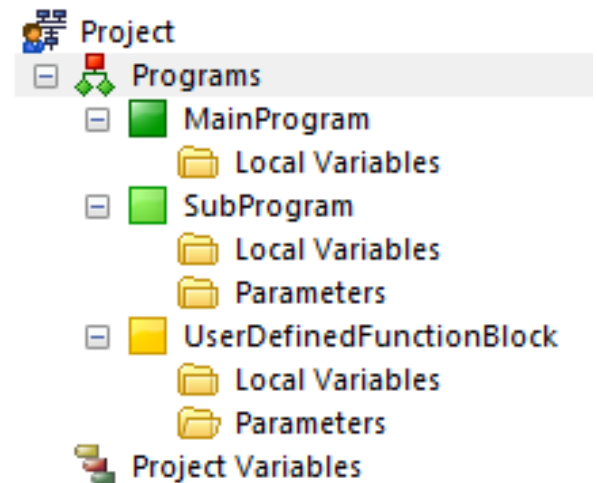 Project
Programs
MainProgram
Local Variables
SubProgram
Local Variables
Parameters
UserDefinedFunctionBlock
Local Variables
Parameters
Project Variables